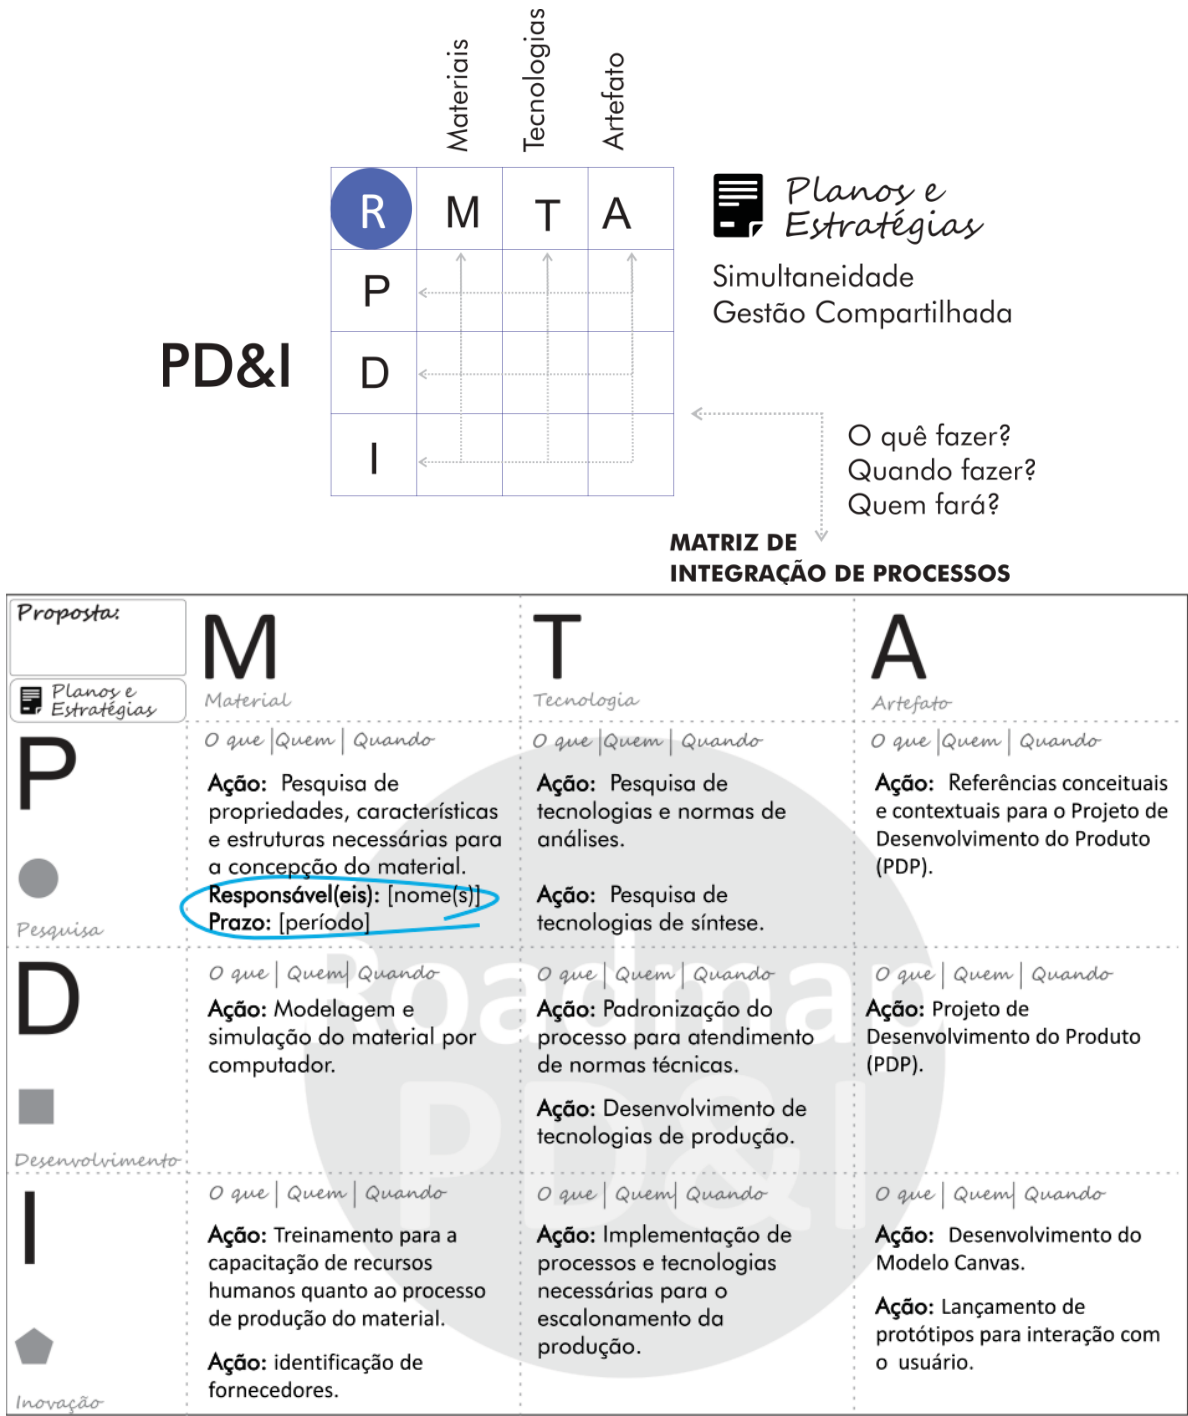 Materiais
Tecnologias
Artefato
R M T A
P
D
I
PD&I
Planos e
Estratégias
Simultaneidade
Gestão Compartilhada
O quê fazer?
Quando fazer?
Quem fará?
MATRIZ DE
INTEGRAÇÃO DE PROCESSOS
Proposta:
Planos e
Estratégias
M
Material
T
Tecnologia
A
Artefato
P
Pesquisa
O que | Quem | Quando
Ação: Pesquisa de
propriedades, características
e estruturas necessárias para
a concepção do material.
Responsável(eis): [nome(s)]
Prazo: [período]
O que | Quem | Quando
Ação: Pesquisa de
tecnologias e normas de
análises.
Ação: Pesquisa de
tecnologias de síntese.
O que | Quem | Quando
Ação: Referências conceituais
e contextuais para o Projeto de
Desenvolvimento do Produto
(PDP).
D
Desenvolvimento
O que | Quem | Quando
Ação: Modelagem e
simulação do material por
computador.
O que | Quem | Quando
Ação: Padronização do
processo para atendimento
de normas técnicas.
Ação: Desenvolvimento de
tecnologias de produção.
O que | Quem | Quando
Ação: Projeto de
Desenvolvimento do Produto
(PDP).
I
Inovação
O que | Quem | Quando
Ação: Treinamento para a
capacitação de recursos
humanos quanto ao processo
de produção do material.
Ação: identificação de
fornecedores.
O que | Quem | Quando
Ação: Implementação de
processos e tecnologias
necessárias para o
escalonamento da
produção.
O que | Quem | Quando
Ação: Desenvolvimento do
Modelo Canvas.
Ação: Lançamento de
protótipos para interação com
o usuário.
Roadmap
PD&I